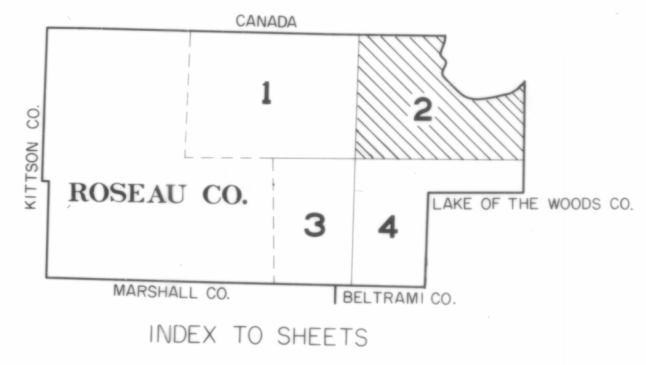 CANADA
1
2
KITTSON CO.
ROSEAU CO.
LAKE OF THE WOODS CO.
3
4
MARSHALL CO.
BELTRAMI CO.
INDEX TO SHEETS